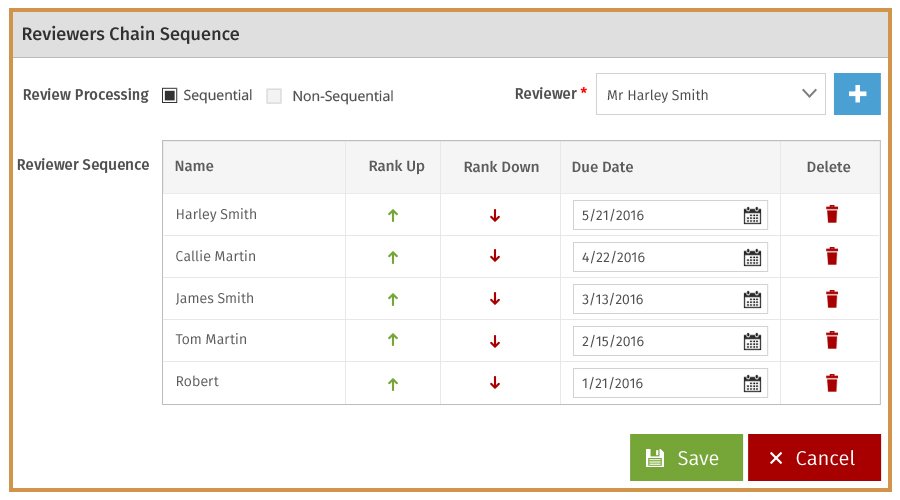 Reviewers Chain Sequence
Review Processing Sequential Non-Sequential Reviewer * Mr Harley Smith
Reviewer Sequence Name Rank Up Rank Down Due Date Delete
Harley Smith 5/21/2016
Callie Martin 4/22/2016
James Smith 3/13/2016
Tom Martin 2/15/2016
Robert 1/21/2016
Save Cancel